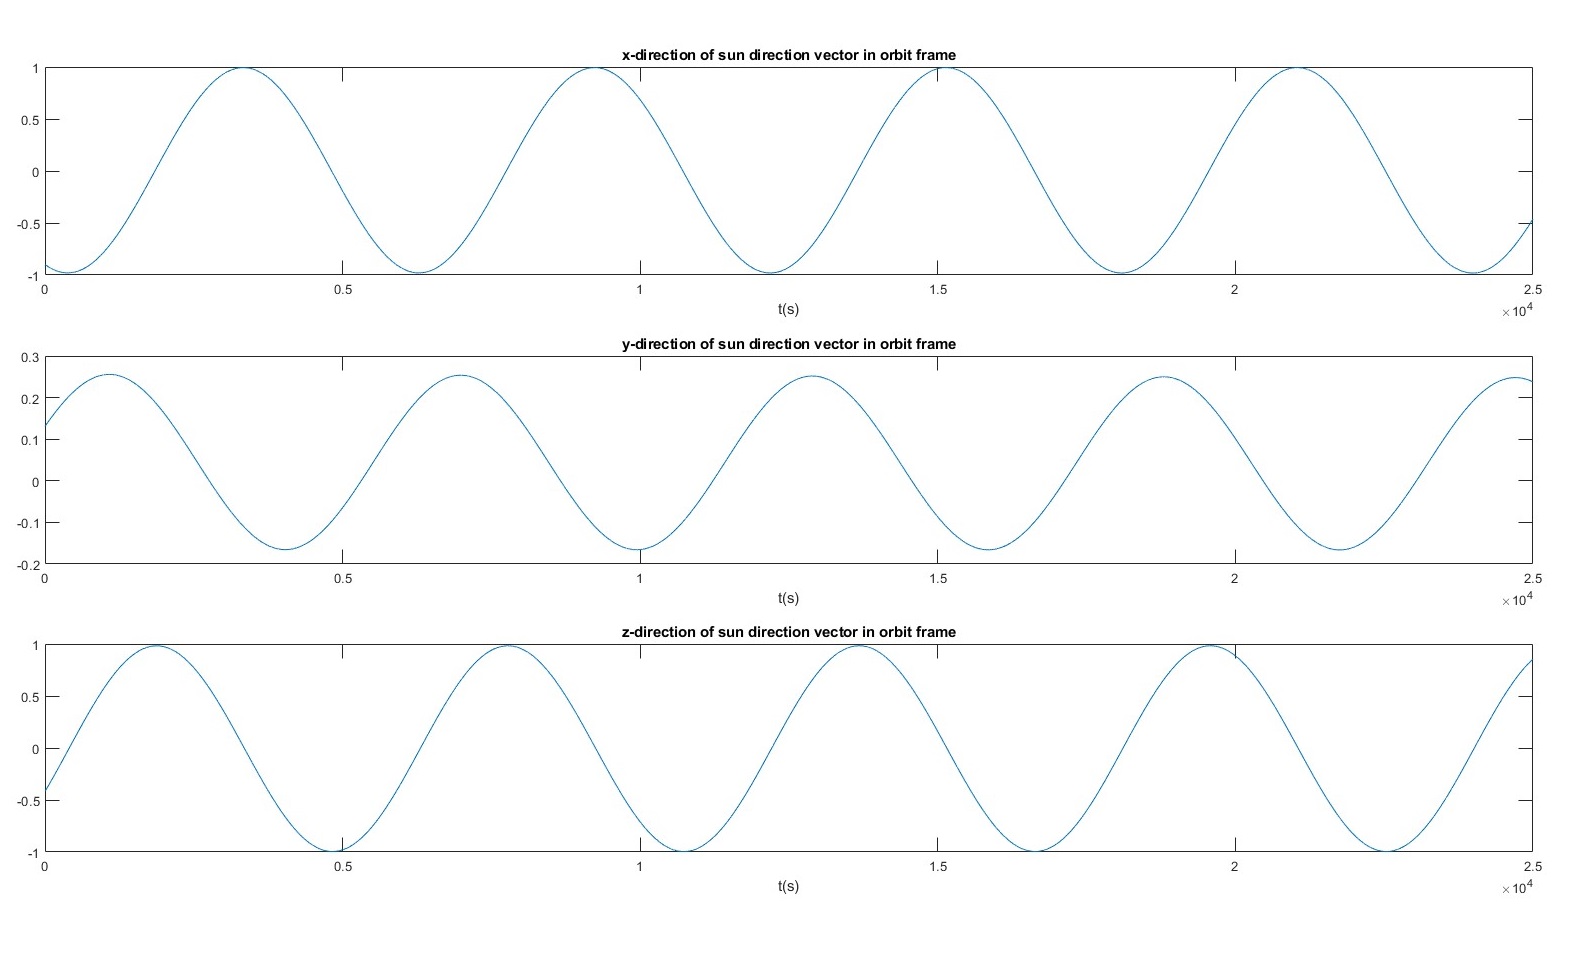 x-direction of sun direction vector in orbit frame
1
0.5
0
-0.5
-1
0 0.5 1 1.5 2 2.5
t(s)
×10^4
y-direction of sun direction vector in orbit frame
0.3
0.2
0.1
0
-0.1
-0.2
0 0.5 1 1.5 2 2.5
t(s)
×10^4
z-direction of sun direction vector in orbit frame
1
0.5
0
-0.5
-1
0 0.5 1 1.5 2 2.5
t(s)
×10^4